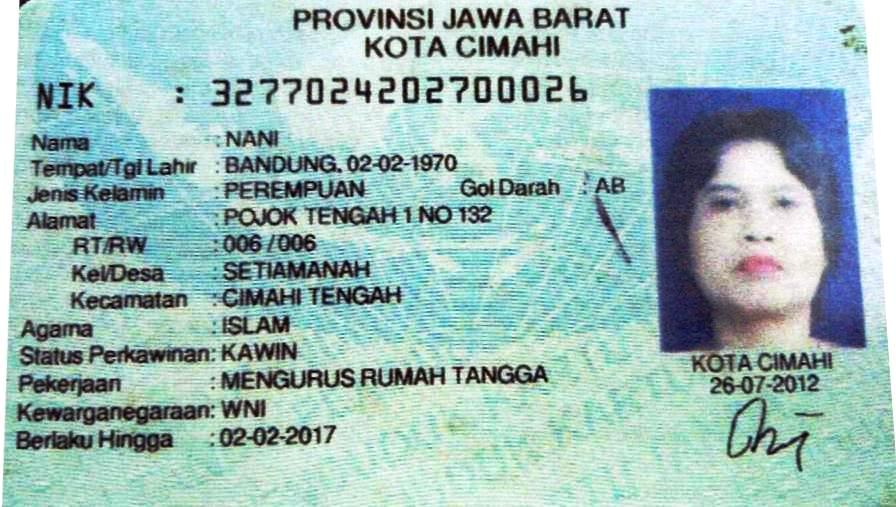 PROVINSI JAWA BARAT
KOTA CIMAHI
NIK : 3277024202700026
Nama : NANI
Tempat/Tgl Lahir : BANDUNG, 02-02-1970
Jenis Kelamin : PEREMPUAN Gol Darah : AB
Alamat : POJOK TENGAH 1 NO 132
RT/RW : 006 / 006
Kel/Desa : SETIAMANAH
Kecamatan : CIMAHI TENGAH
Agama : ISLAM
Status Perkawinan: KAWIN
Pekerjaan : MENGURUS RUMAH TANGGA
Kewarganegaraan: WNI
Berlaku Hingga : 02-02-2017
KOTA CIMAHI
26-07-2012